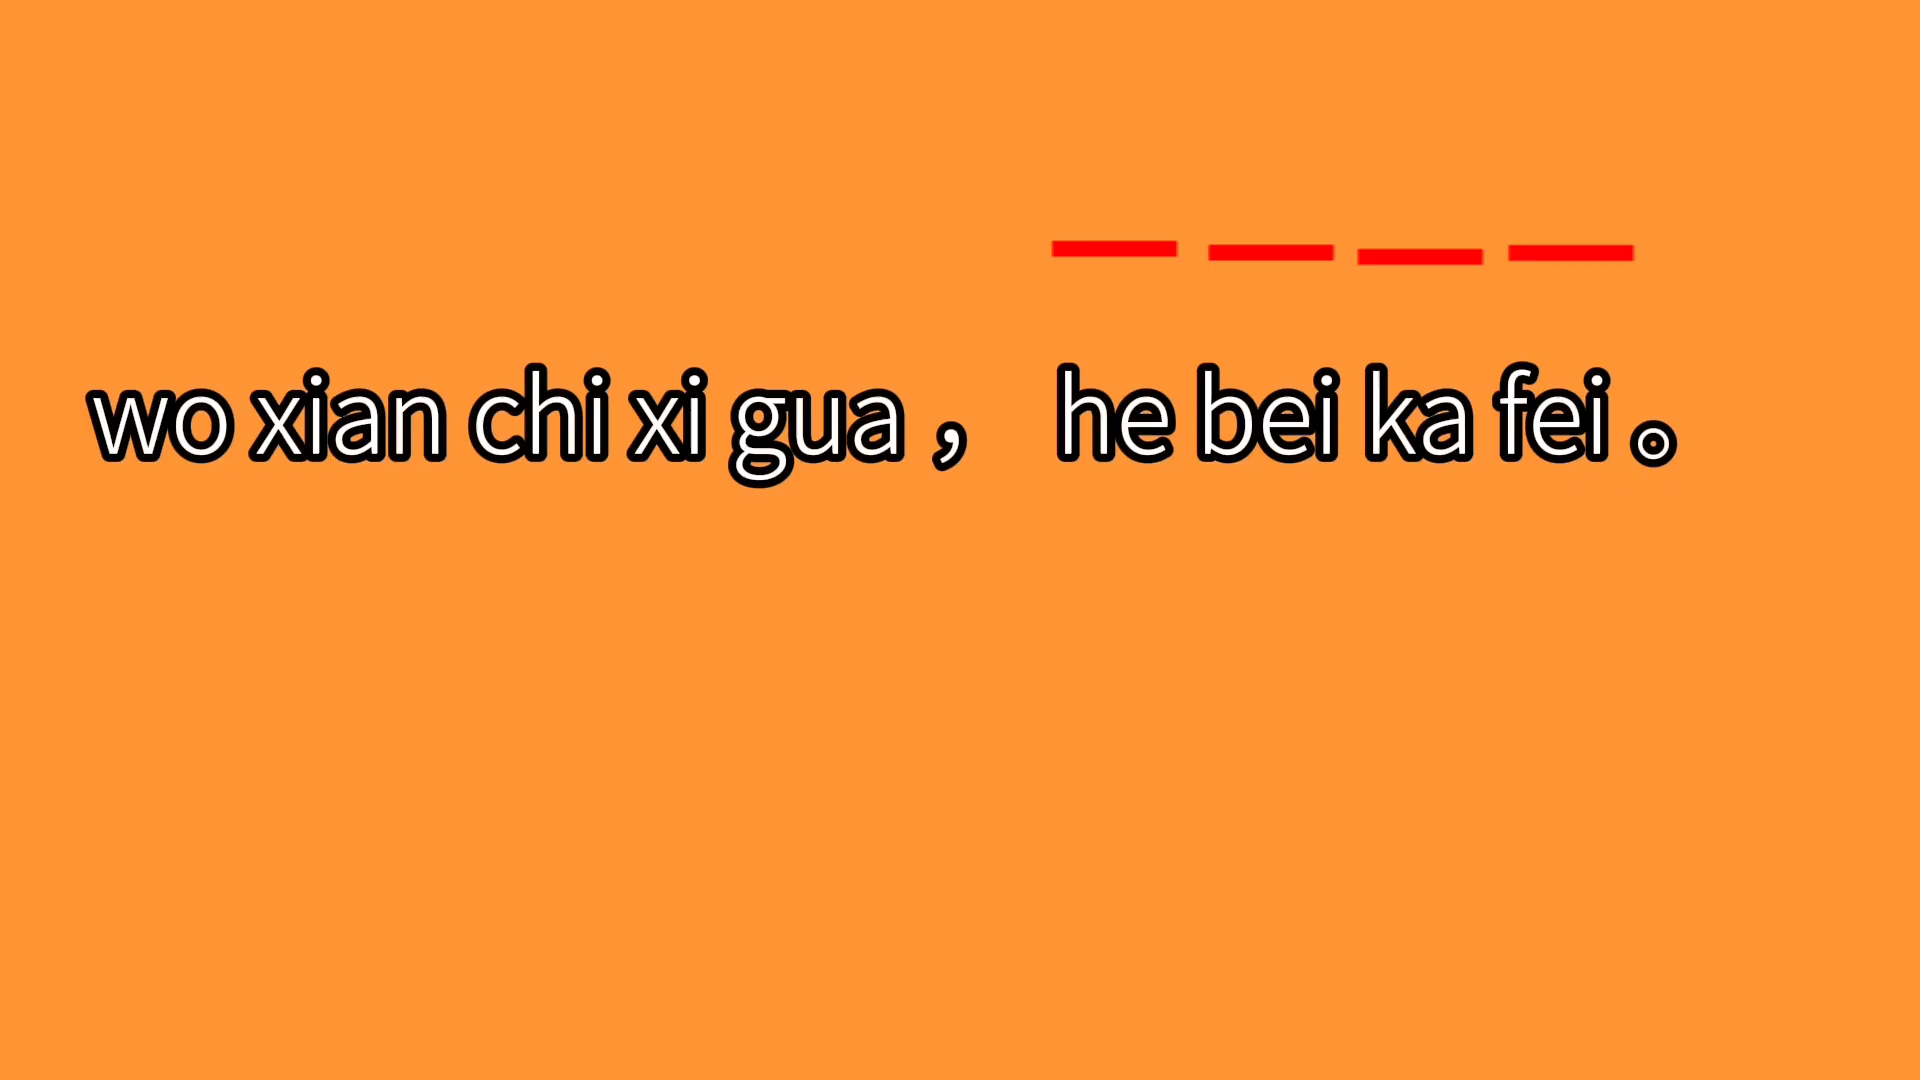 wo xian chi xi gua， he bei ka fei。